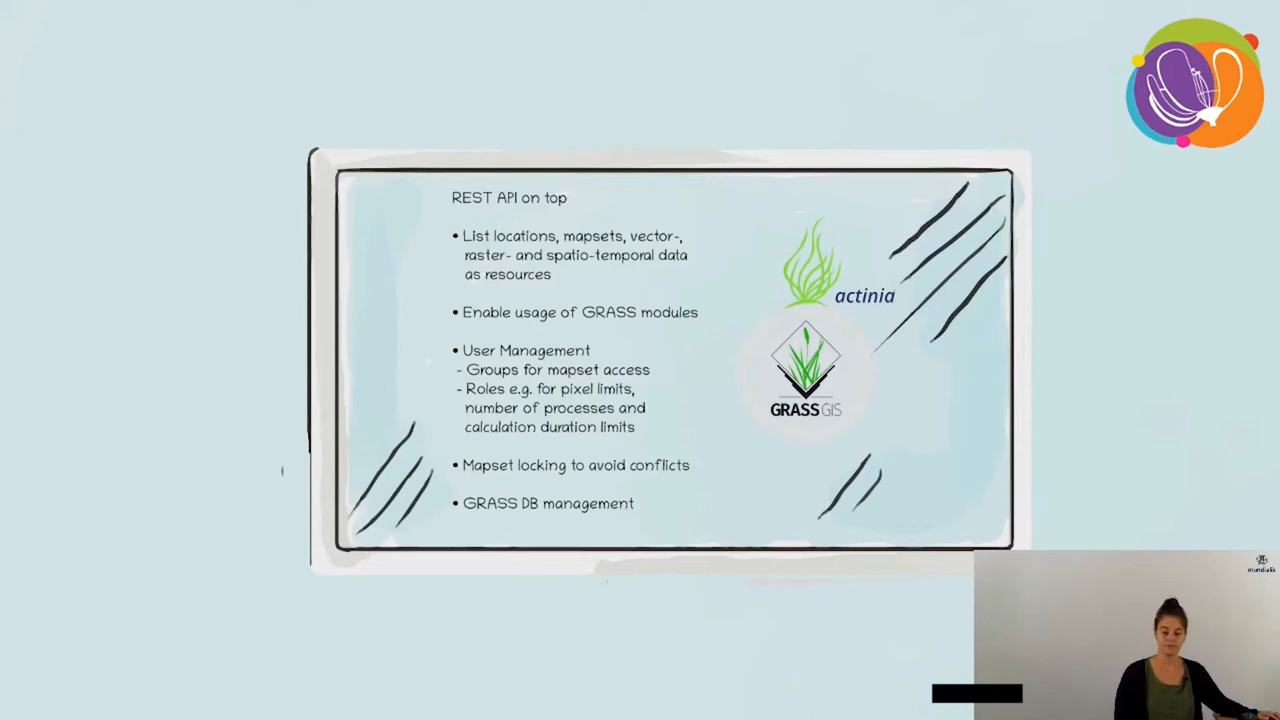 REST API on top
• List locations, mapsets, vector-,
raster- and spatio-temporal data
as resources
• Enable usage of GRASS modules
• User Management
- Groups for mapset access
- Roles e.g. for pixel limits,
number of processes and
calculation duration limits
• Mapset locking to avoid conflicts
• GRASS DB management
actinia
GRASS GIS
mundialis